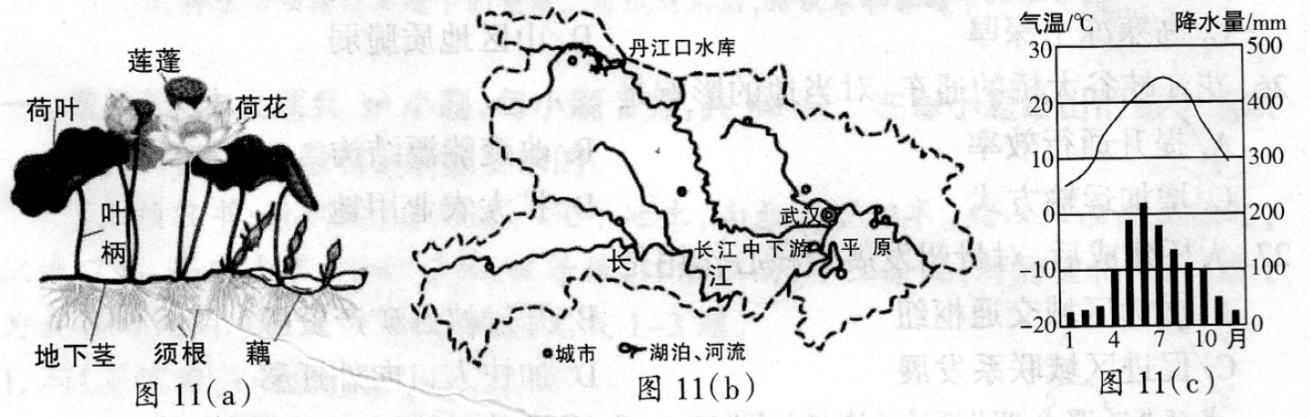 莲蓬
荷叶
荷花
叶柄
地下茎
须根
藕
图 11(a)
丹江口水库
武汉
长江中下游平原
长江
城市
湖泊、河流
图 11(b)
气温/℃
降水量/mm
30
20
10
0
-10
-20
500
400
300
200
100
0
1 4 7 10 月
图 11(c)